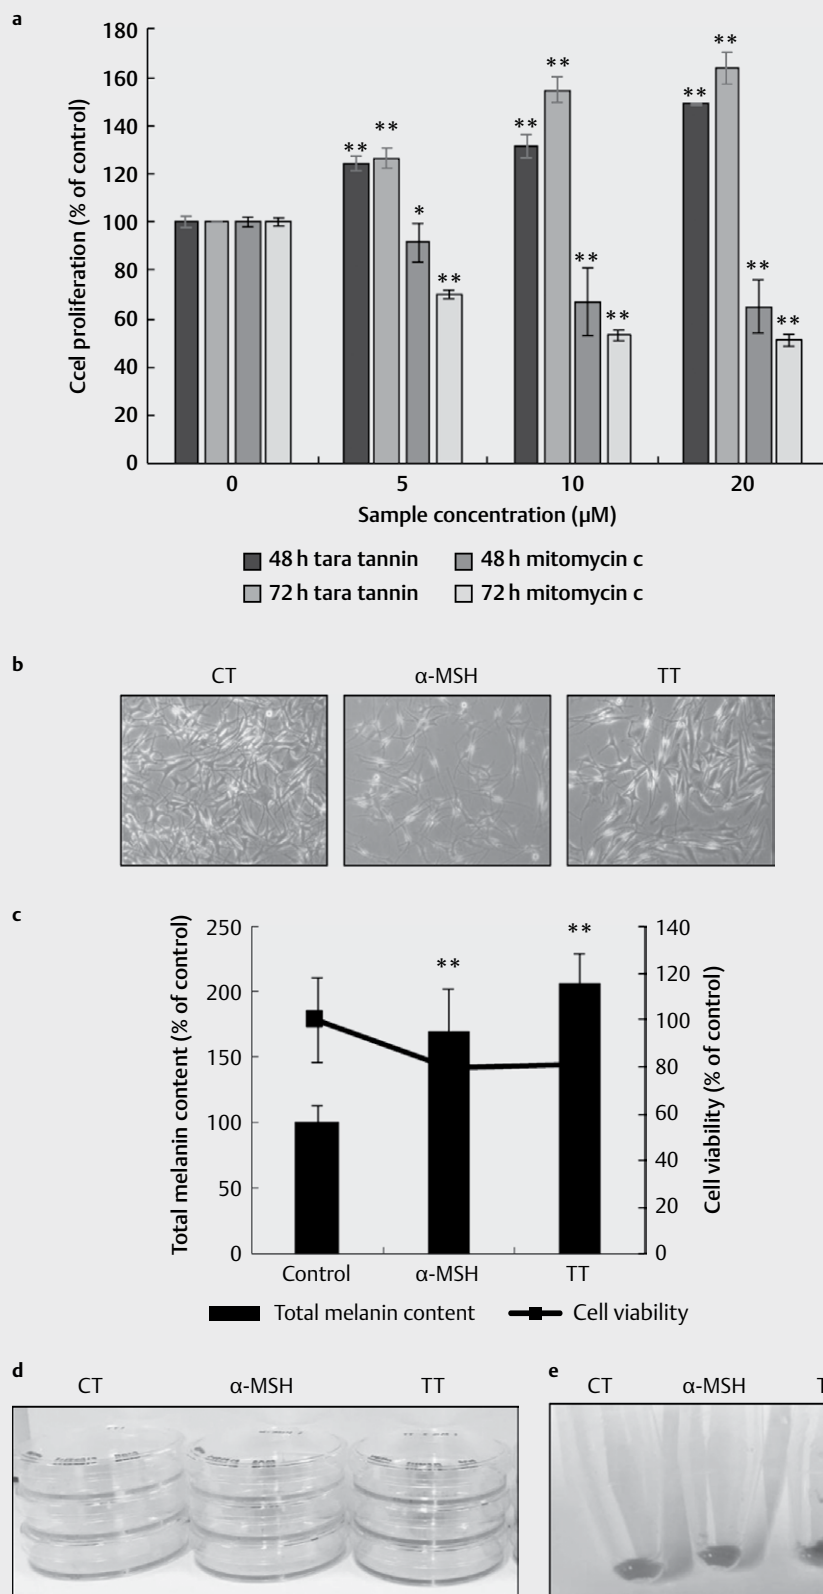 a
180
160
140
120
100
80
60
40
20
0
Ccel proliferation (% of control)
** ** * **
** ** ** **
** ** ** **
0 5 10 20
Sample concentration (µM)
48 h tara tannin 48 h mitomycin c
72 h tara tannin 72 h mitomycin c
b
CT α-MSH TT
c
250
200
150
100
50
0
Total melanin content (% of control)
** **
140
120
100
80
60
40
20
0
Cell viability (% of control)
Control α-MSH TT
Total melanin content Cell viability
d
CT α-MSH TT
e
CT α-MSH T